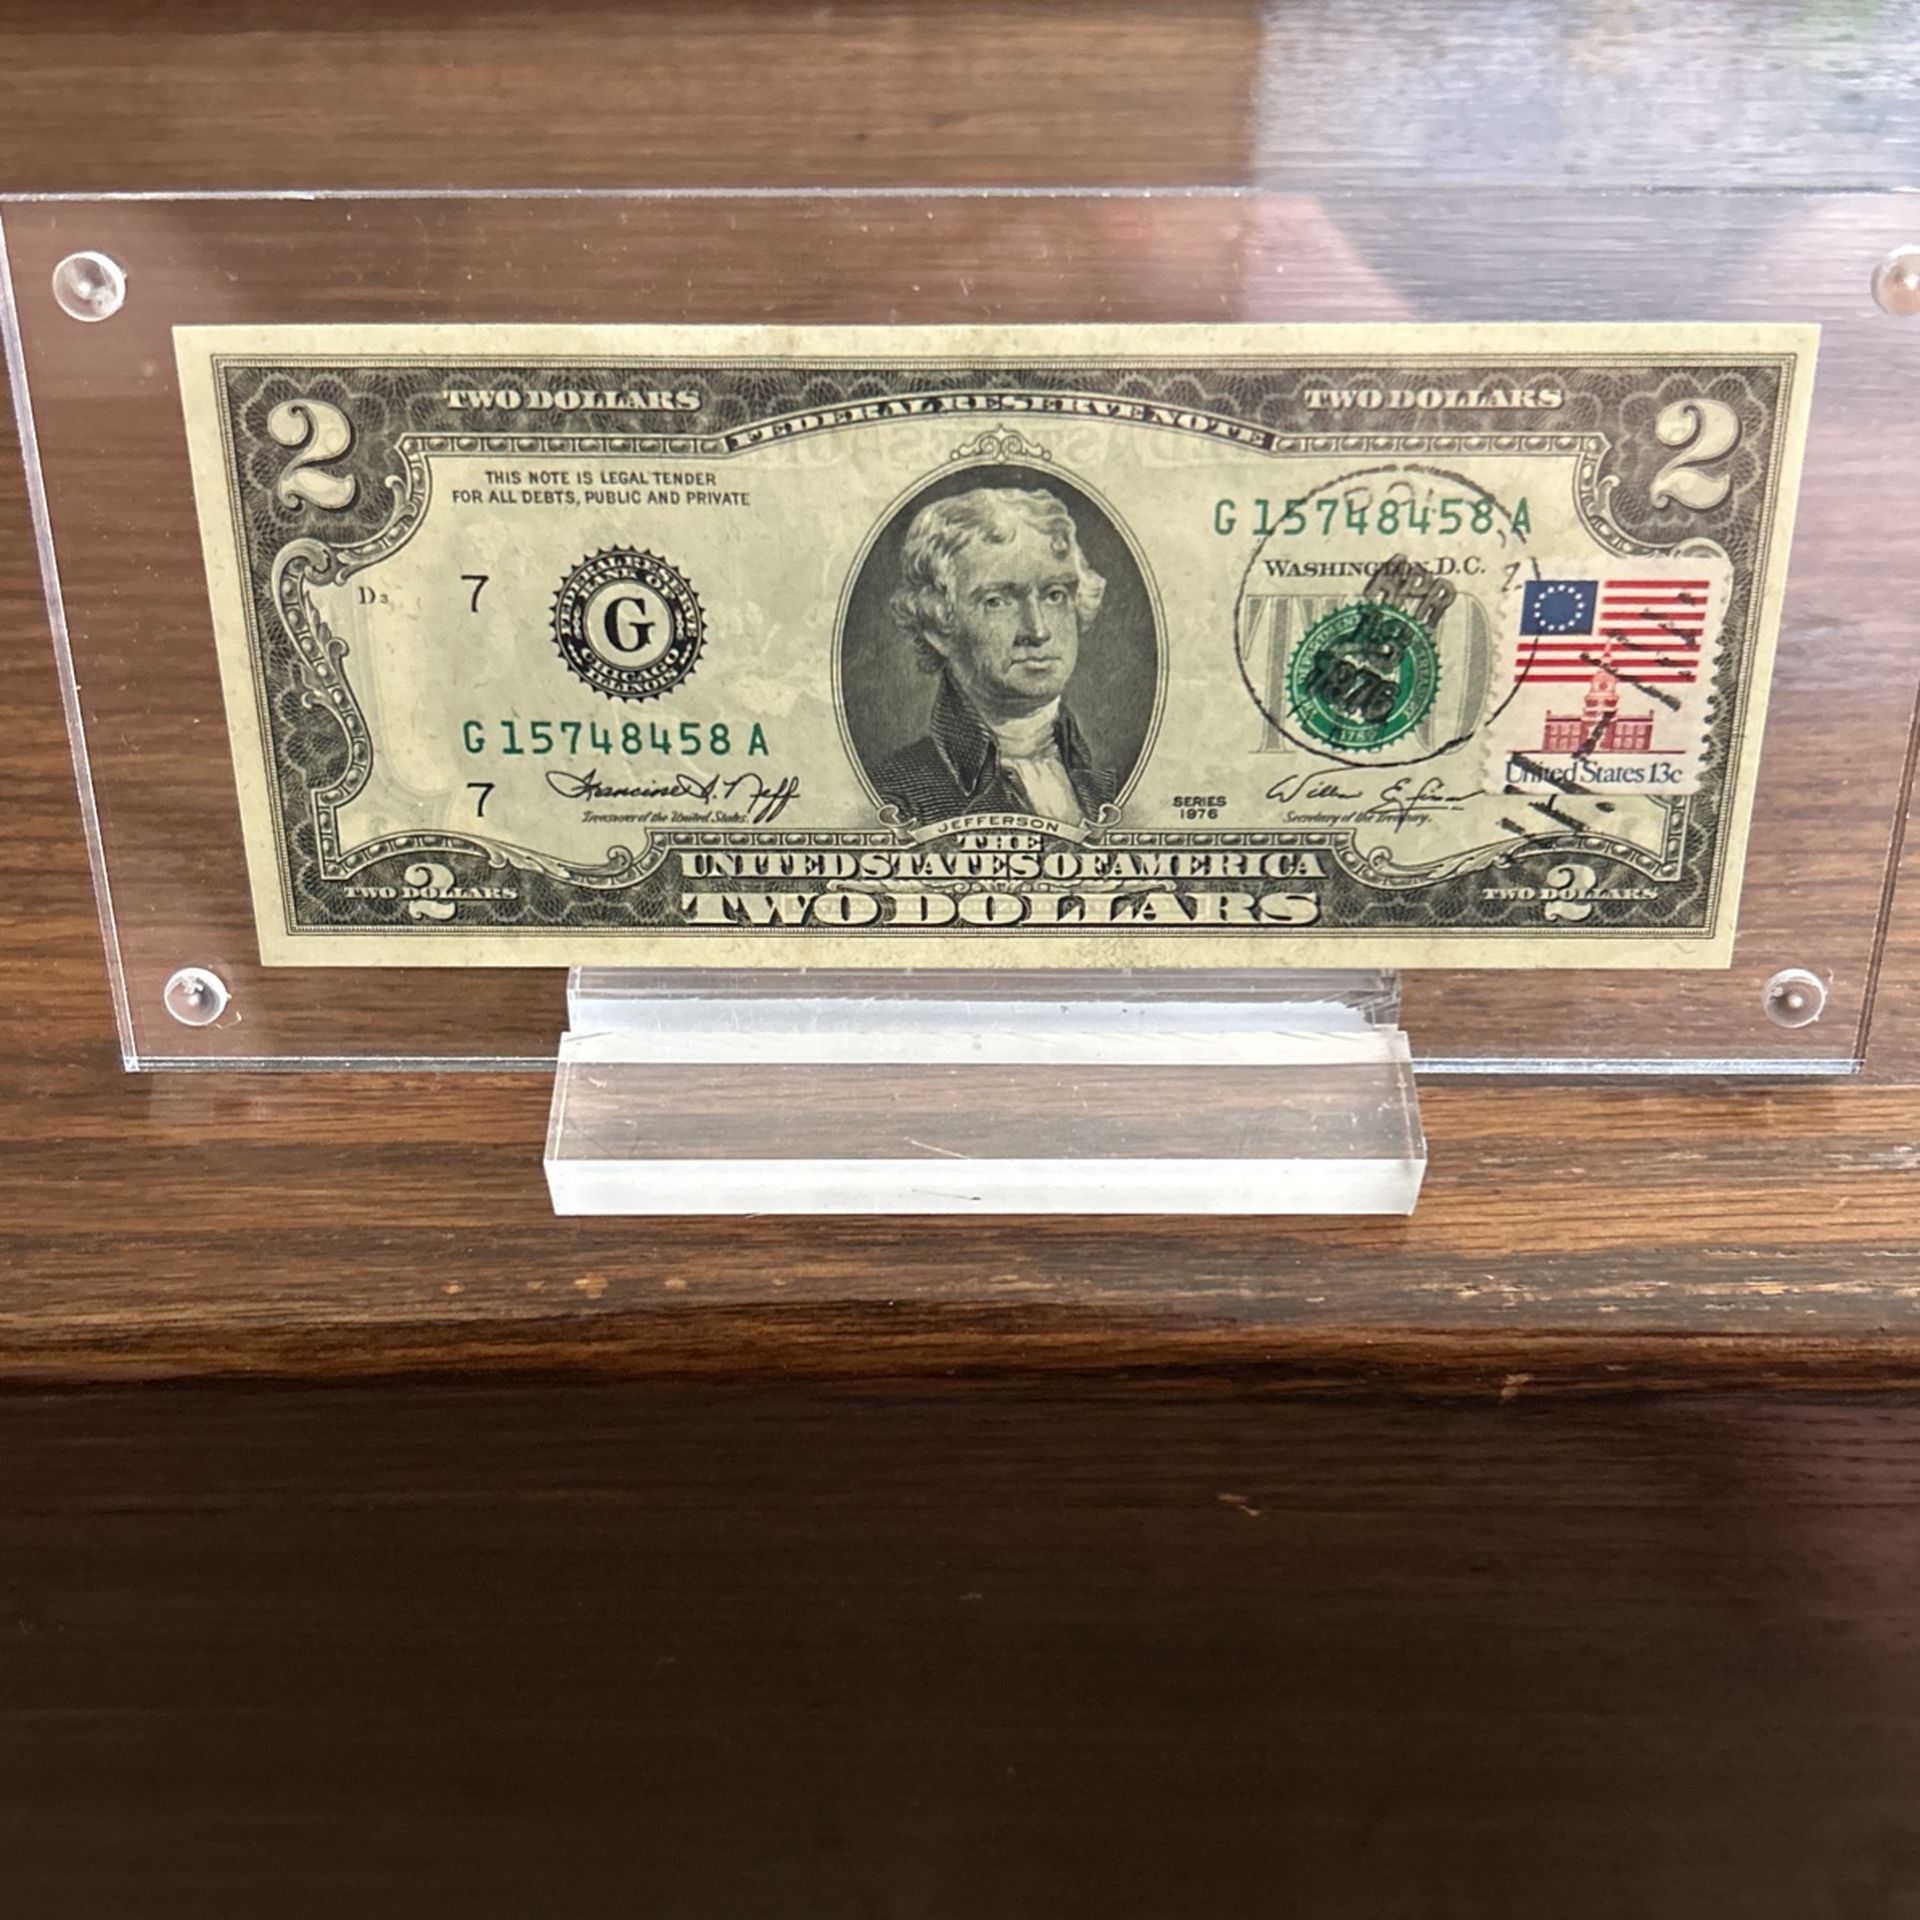 2 TWO DOLLARS FEDERAL RESERVE NOTE TWO DOLLARS 2
THIS NOTE IS LEGAL TENDER
FOR ALL DEBTS, PUBLIC AND PRIVATE
G 15748458 A
WASHINGTON, D.C.
D3
7
FEDERAL RESERVE
BANK OF
G
CHICAGO
ILLINOIS
APR
13
1976
G 15748458 A
7
Francine I. Neff
Treasurer of the United States.
SERIES
1976
Secretary of the Treasury.
United States 13c
JEFFERSON
THE
UNITED STATES OF AMERICA
TWO DOLLARS
TWO DOLLARS 2
TWO DOLLARS 2